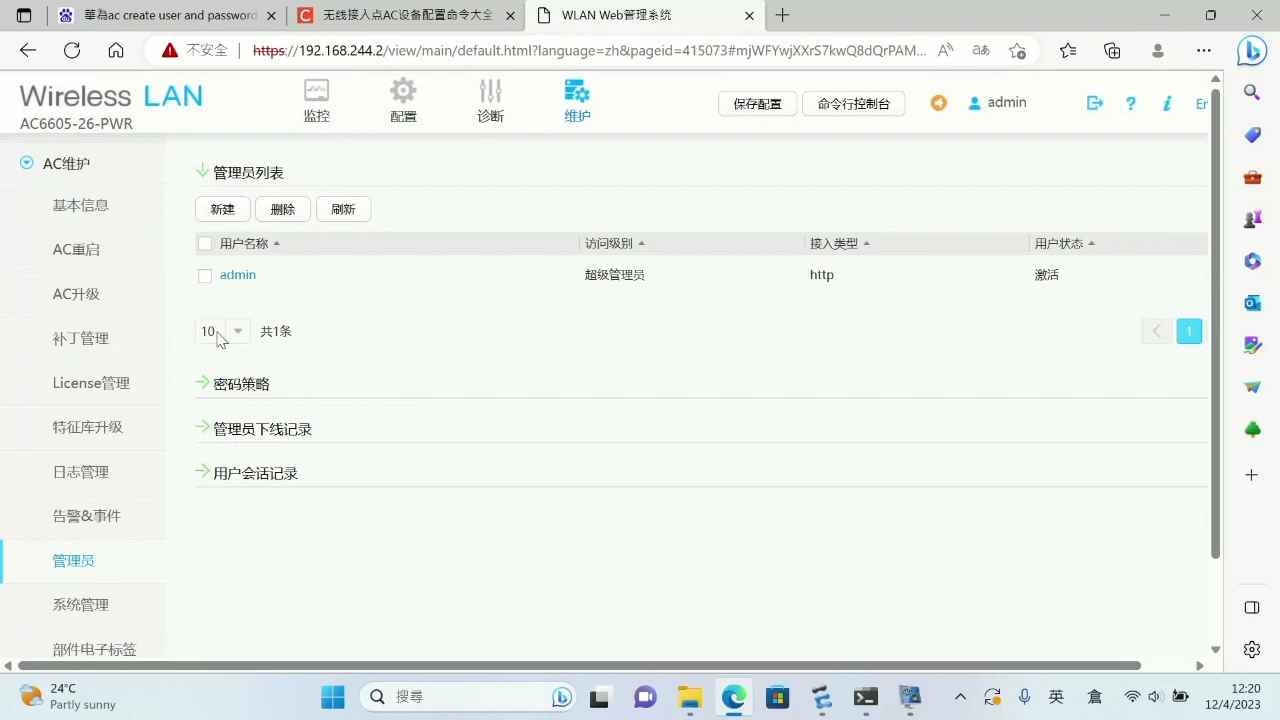 華為ac create user and password
无线接入点AC设备配置命令大全
WLAN Web管理系统
不安全
https://192.168.244.2/view/main/default.html?language=zh&pageid=415073#mjWFYwjXXrS7kwQ8dQrPAM...
Wireless LAN
AC6605-26-PWR
监控
配置
诊断
维护
保存配置
命令行控制台
admin
En
AC维护
基本信息
AC重启
AC升级
补丁管理
License管理
特征库升级
日志管理
告警&事件
管理员
系统管理
部件电子标签
管理员列表
新建
删除
刷新
用户名称
访问级别
接入类型
用户状态
admin
超级管理员
http
激活
10
共1条
1
密码策略
管理员下线记录
用户会话记录
24°C
Partly sunny
搜尋
英
倉
12:20
12/4/2023